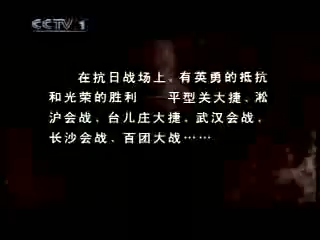 CCTV 1
在抗日战场上，有英勇的抵抗
和光荣的胜利——平型关大捷、淞
沪会战、台儿庄大捷、武汉会战、
长沙会战、百团大战……